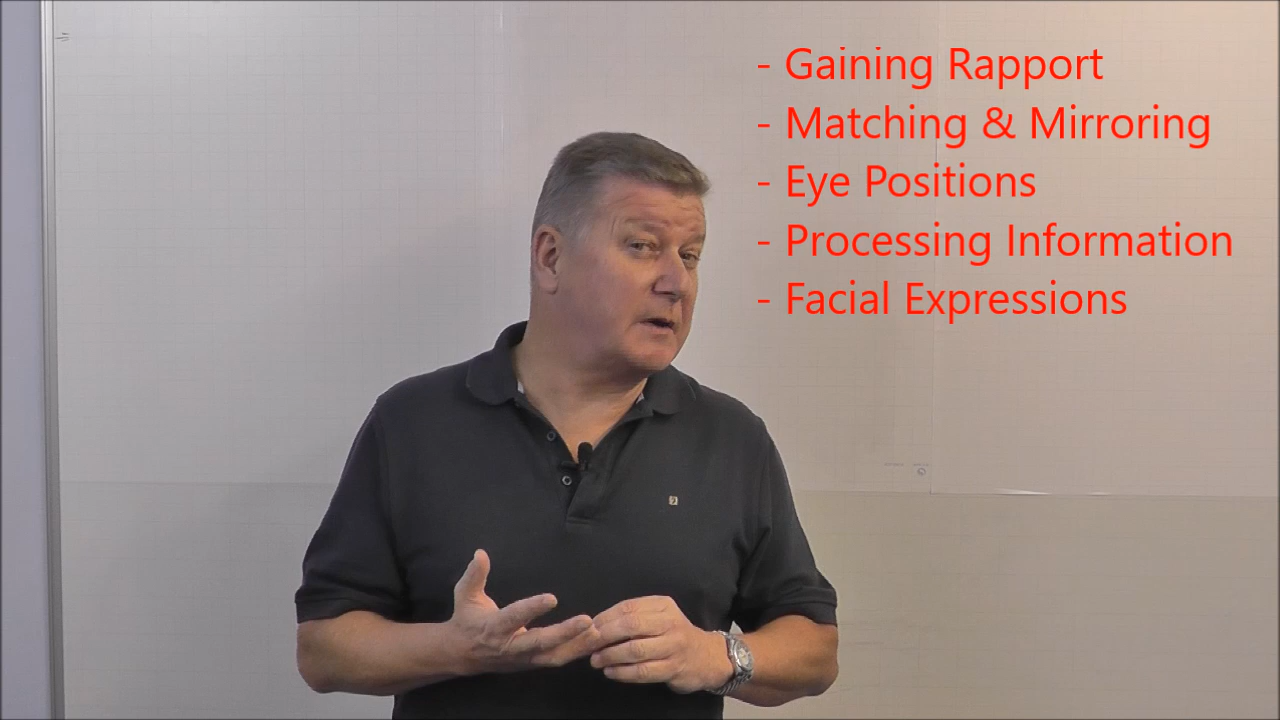 - Gaining Rapport
- Matching & Mirroring
- Eye Positions
- Processing Information
- Facial Expressions